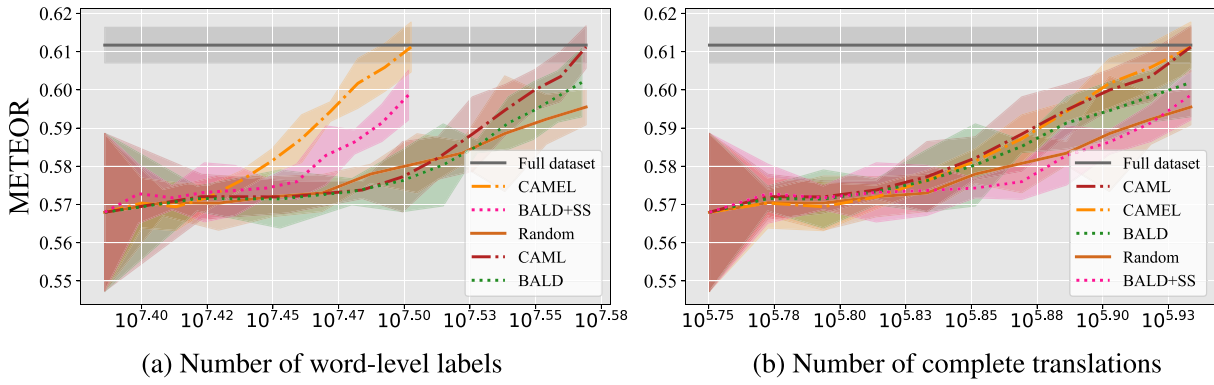 METEOR
0.62
0.61
0.60
0.59
0.58
0.57
0.56
0.55
Full dataset
CAMEL
BALD+SS
Random
CAML
BALD
10^7.40 10^7.42 10^7.45 10^7.47 10^7.50 10^7.53 10^7.55 10^7.58
(a) Number of word-level labels
0.62
0.61
0.60
0.59
0.58
0.57
0.56
0.55
Full dataset
CAML
CAMEL
BALD
Random
BALD+SS
10^5.75 10^5.78 10^5.80 10^5.83 10^5.85 10^5.88 10^5.90 10^5.93
(b) Number of complete translations